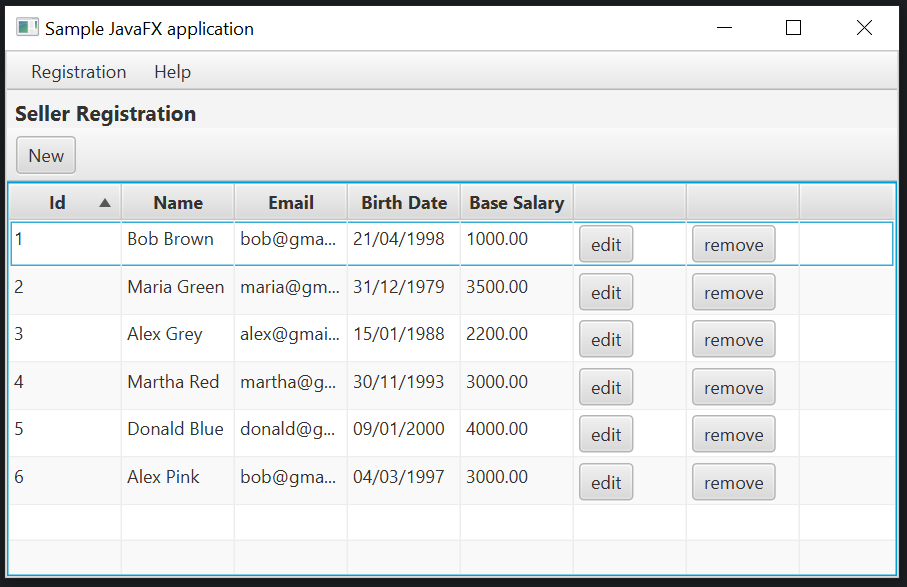 Sample JavaFX application
Registration Help
Seller Registration
New
Id Name Email Birth Date Base Salary
1 Bob Brown bob@gma... 21/04/1998 1000.00 edit remove
2 Maria Green maria@gm... 31/12/1979 3500.00 edit remove
3 Alex Grey alex@gmai... 15/01/1988 2200.00 edit remove
4 Martha Red martha@g... 30/11/1993 3000.00 edit remove
5 Donald Blue donald@g... 09/01/2000 4000.00 edit remove
6 Alex Pink bob@gma... 04/03/1997 3000.00 edit remove